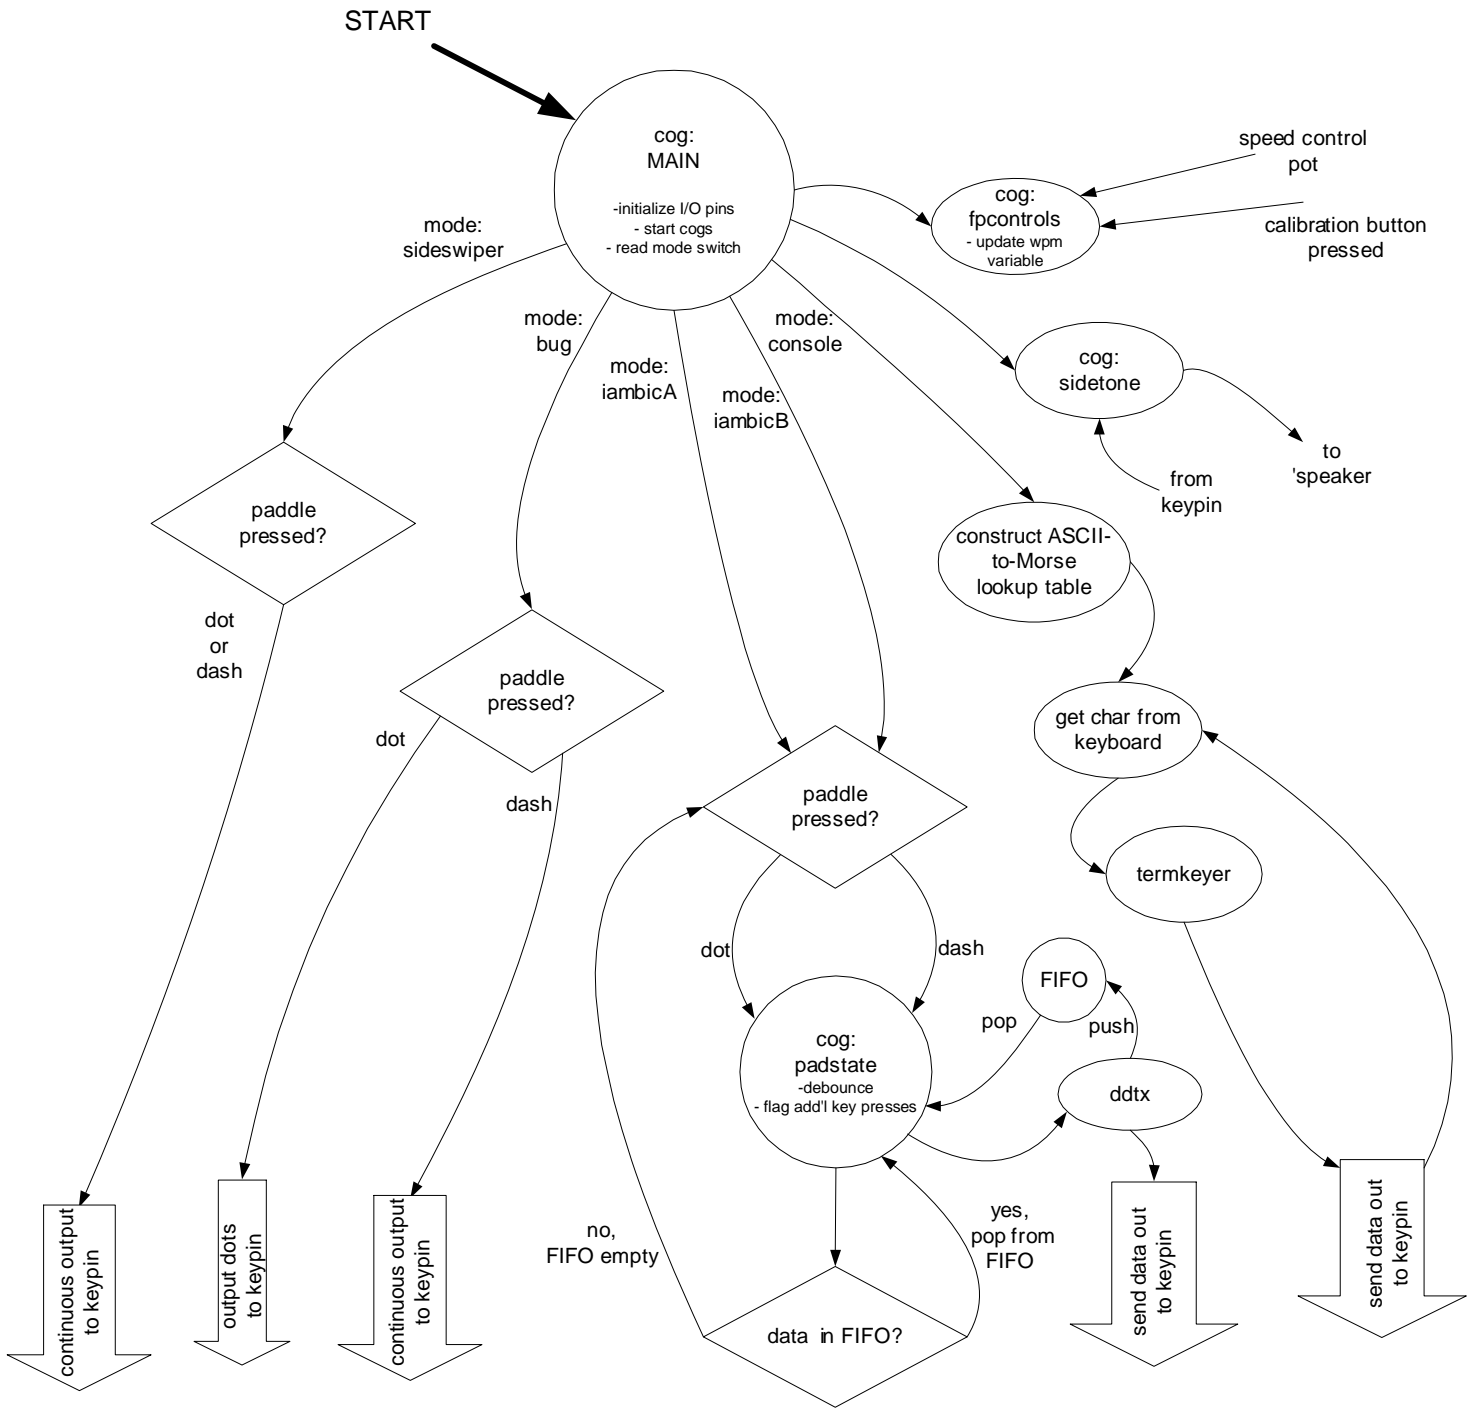 START
cog:
MAIN
-initialize I/O pins
- start cogs
- read mode switch
speed control
pot
cog:
fpcontrols
- update wpm
variable
calibration button
pressed
mode:
sideswiper
mode:
bug
mode:
iambicA
mode:
iambicB
mode:
console
cog:
sidetone
to
'speaker
from
keypin
paddle
pressed?
construct ASCII-
to-Morse
lookup table
dot
or
dash
paddle
pressed?
get char from
keyboard
dot
dash
paddle
pressed?
termkeyer
dot
dash
FIFO
pop
push
cog:
padstate
-debounce
- flag add'l key presses
ddtx
no,
FIFO empty
yes,
pop from
FIFO
data in FIFO?
continuous output
to keypin
output dots
to keypin
continuous output
to keypin
send data out
to keypin
send data out
to keypin